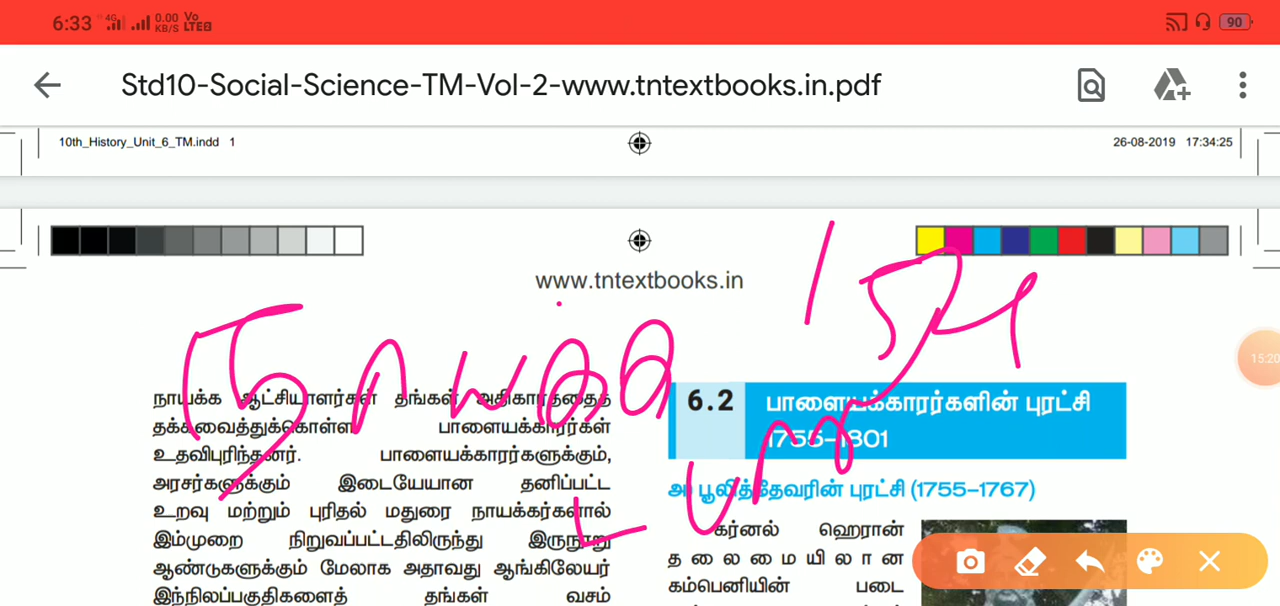 6:33 4G 0.00 KB/S Vo LTE 90
Std10-Social-Science-TM-Vol-2-www.tntextbooks.in.pdf
10th_History_Unit_6_TM.indd 1
26-08-2019 17:34:25
www.tntextbooks.in
நாயக்க ஆட்சியாளர்கள் தங்கள் அதிகாரத்தைத்
தக்கவைத்துக்கொள்ள பாளையக்காரர்கள்
உதவிபுரிந்தனர். பாளையக்காரர்களுக்கும்,
அரசர்களுக்கும் இடையேயான தனிப்பட்ட
உறவு மற்றும் புரிதல் மதுரை நாயக்கர்களால்
இம்முறை நிறுவப்பட்டதிலிருந்து இருநூறு
ஆண்டுகளுக்கும் மேலாக அதாவது ஆங்கிலேயர்
இந்நிலப்பகுதிகளைத் தங்கள் வசம்
6.2 பாளையக்காரர்களின் புரட்சி
1755–1801
அ) பூலித்தேவரின் புரட்சி (1755–1767)
கர்னல் ஹெரான்
தலைமையிலான
கம்பெனியின் படை
15:20